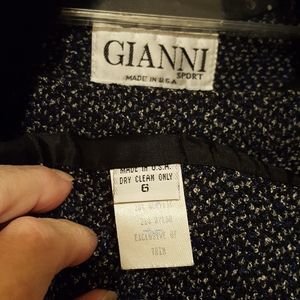 GIANNI
SPORT
MADE IN U.S.A
MADE IN U.S.A.
DRY CLEAN ONLY
6
EXCLUSIVE OF
TRIM